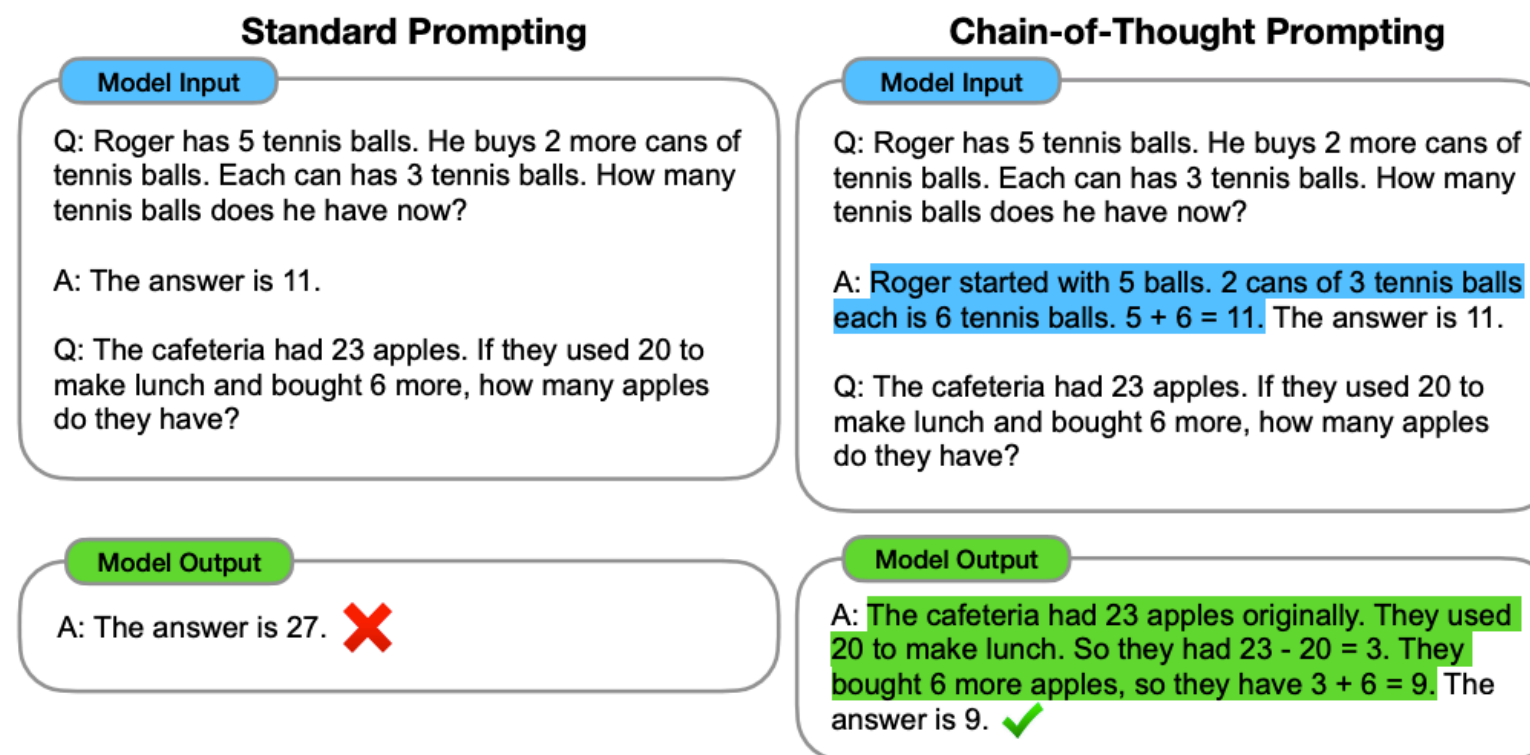 Standard Prompting
Model Input
Q: Roger has 5 tennis balls. He buys 2 more cans of
tennis balls. Each can has 3 tennis balls. How many
tennis balls does he have now?
A: The answer is 11.
Q: The cafeteria had 23 apples. If they used 20 to
make lunch and bought 6 more, how many apples
do they have?
Model Output
A: The answer is 27.
Chain-of-Thought Prompting
Model Input
Q: Roger has 5 tennis balls. He buys 2 more cans of
tennis balls. Each can has 3 tennis balls. How many
tennis balls does he have now?
A: Roger started with 5 balls. 2 cans of 3 tennis balls
each is 6 tennis balls. 5 + 6 = 11. The answer is 11.
Q: The cafeteria had 23 apples. If they used 20 to
make lunch and bought 6 more, how many apples
do they have?
Model Output
A: The cafeteria had 23 apples originally. They used
20 to make lunch. So they had 23 - 20 = 3. They
bought 6 more apples, so they have 3 + 6 = 9. The
answer is 9.